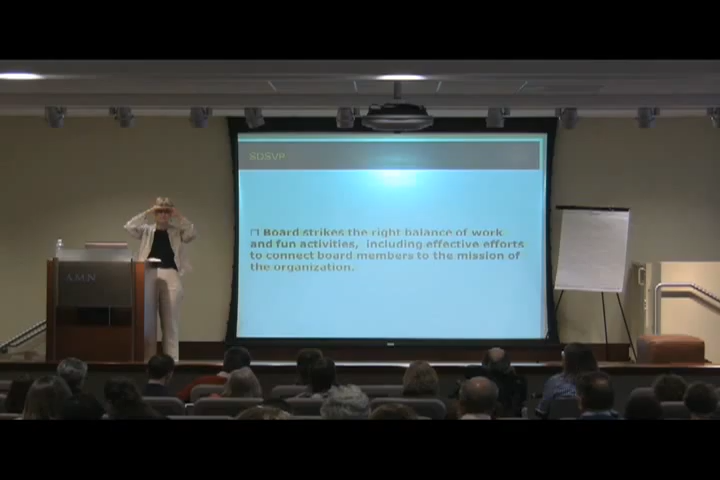 SDSVP
Board strikes the right balance of work
and fun activities, including effective efforts
to connect board members to the mission of
the organization.
AMN